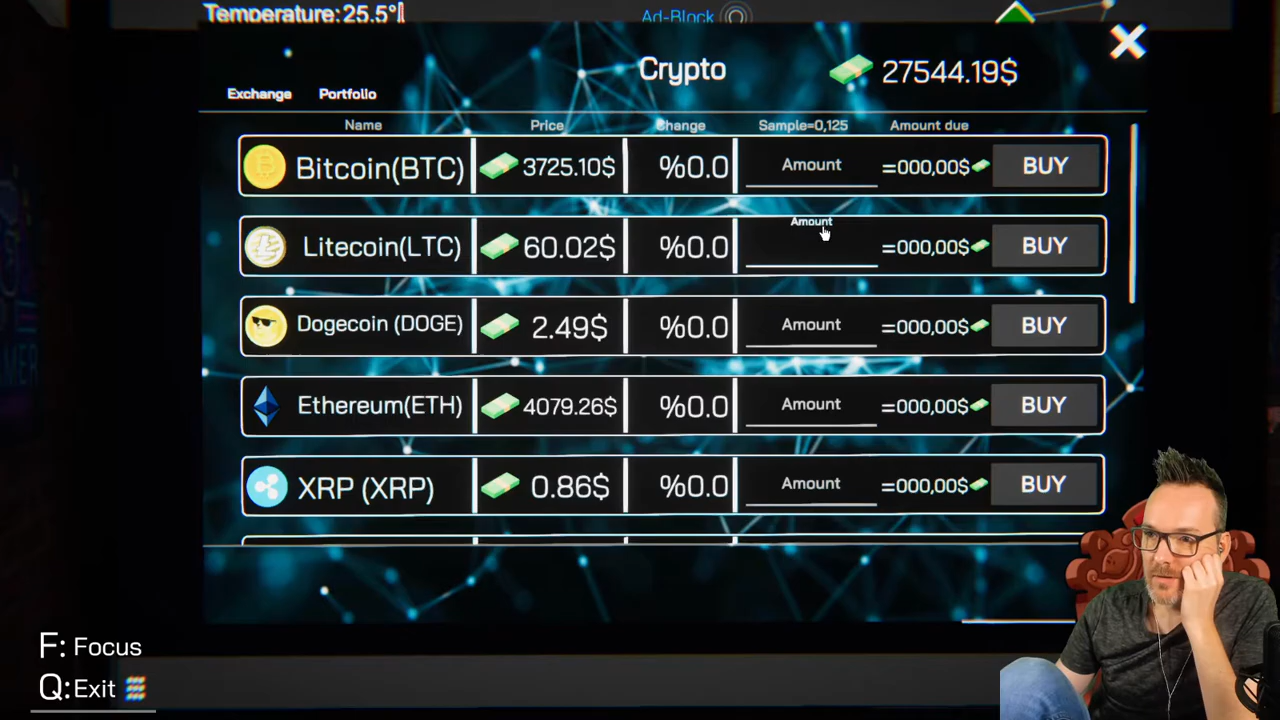 Temperature: 25.5°
Ad-Block
Crypto
27544.19$
Exchange
Portfolio
Name Price Change Sample=0,125 Amount due
Bitcoin(BTC) 3725.10$ %0.0 Amount =000,00$ BUY
Litecoin(LTC) 60.02$ %0.0 Amount =000,00$ BUY
Dogecoin (DOGE) 2.49$ %0.0 Amount =000,00$ BUY
Ethereum(ETH) 4079.26$ %0.0 Amount =000,00$ BUY
XRP (XRP) 0.86$ %0.0 Amount =000,00$ BUY
F: Focus
Q:Exit